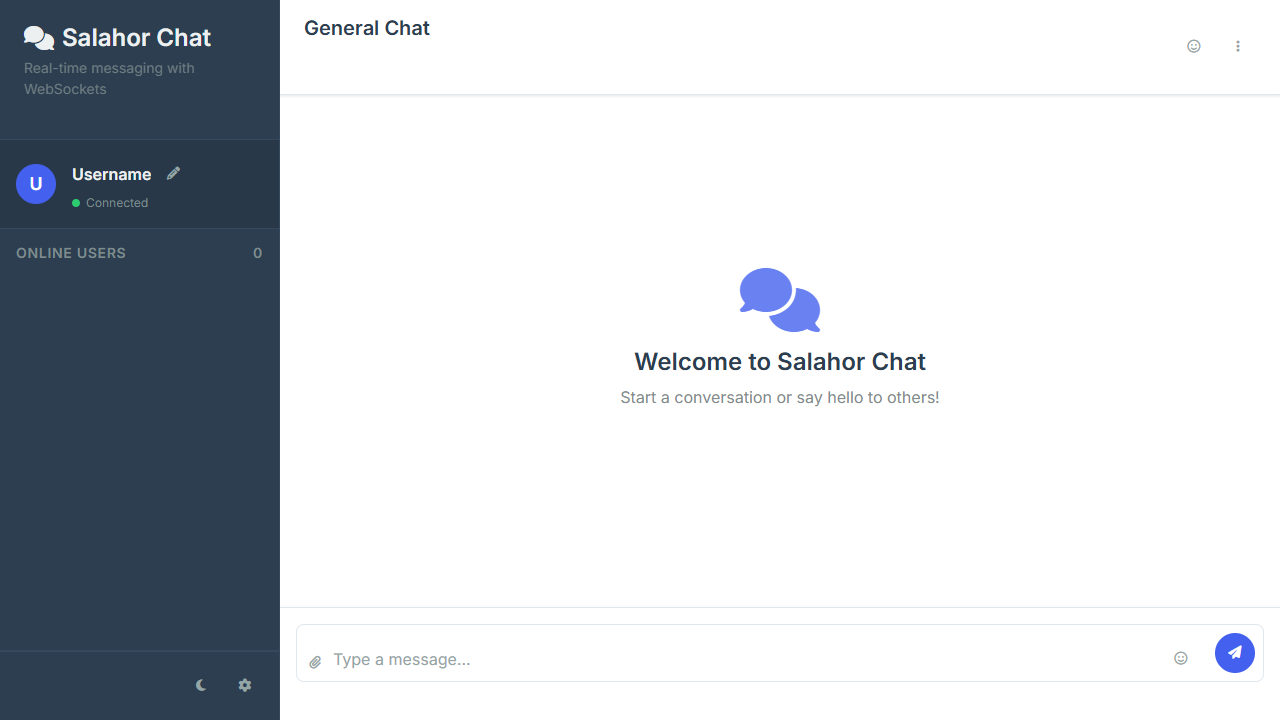 Salahor Chat
Real-time messaging with
WebSockets
U
Username
Connected
ONLINE USERS 0
General Chat
Welcome to Salahor Chat
Start a conversation or say hello to others!
Type a message...